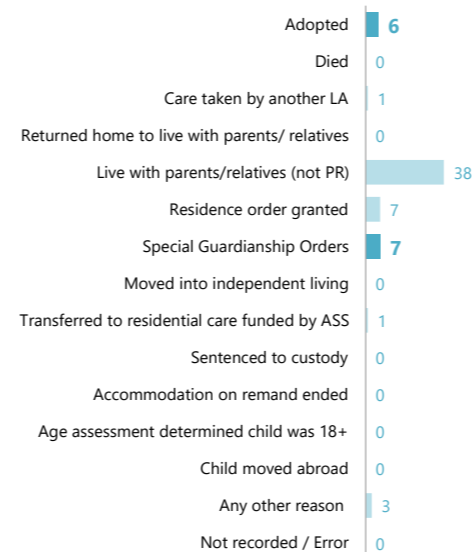 Adopted 6
Died 0
Care taken by another LA 1
Returned home to live with parents/ relatives 0
Live with parents/relatives (not PR) 38
Residence order granted 7
Special Guardianship Orders 7
Moved into independent living 0
Transferred to residential care funded by ASS 1
Sentenced to custody 0
Accommodation on remand ended 0
Age assessment determined child was 18+ 0
Child moved abroad 0
Any other reason 3
Not recorded / Error 0